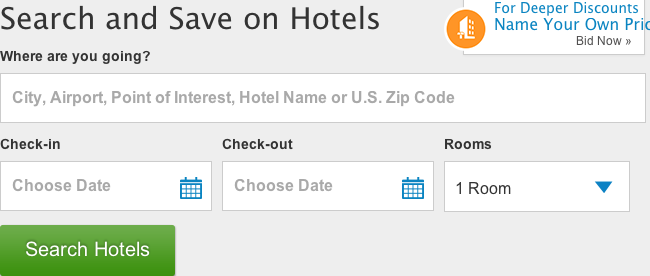 Search and Save on Hotels
For Deeper Discounts
Name Your Own
Bid Now »
Where are you going?
City, Airport, Point of Interest, Hotel Name or U.S. Zip Code
Check-in
Check-out
Rooms
Choose Date
Choose Date
1 Room
Search Hotels